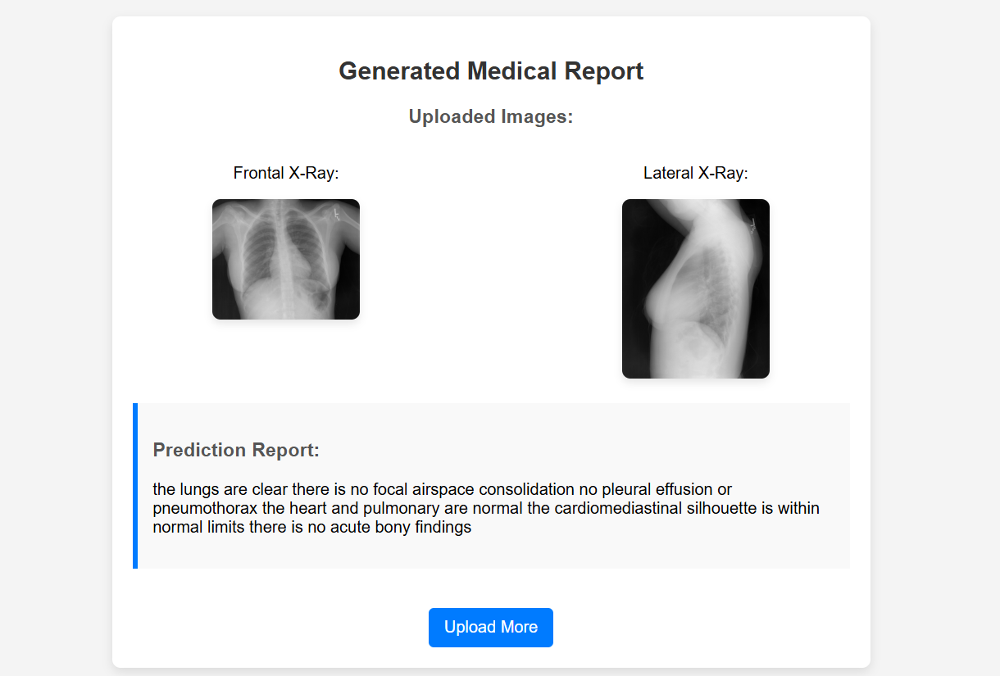 Generated Medical Report
Uploaded Images:
Frontal X-Ray:
Lateral X-Ray:
Prediction Report:
the lungs are clear there is no focal airspace consolidation no pleural effusion or
pneumothorax the heart and pulmonary are normal the cardiomediastinal silhouette is within
normal limits there is no acute bony findings
Upload More